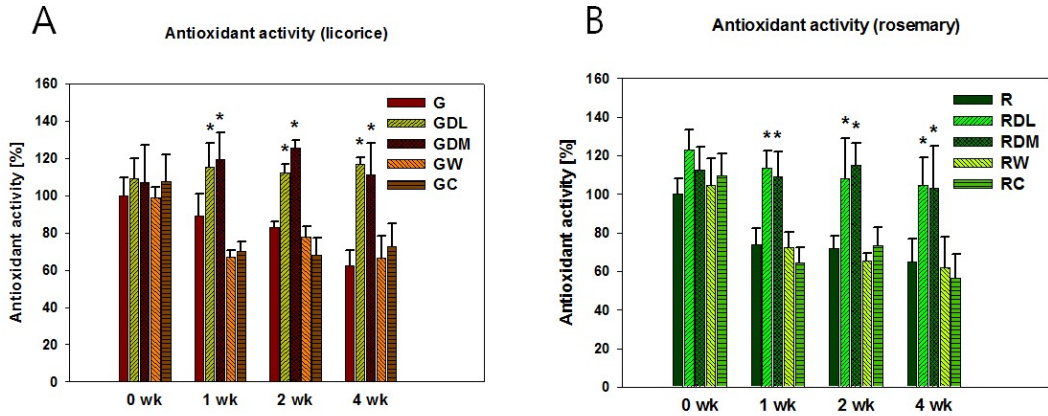 A
Antioxidant activity (licorice)
Antioxidant activity [%]
160
140
120
100
80
60
40
20
0
G
GDL
GDM
GW
GC
* *
* *
* *
0 wk 1 wk 2 wk 4 wk
B
Antioxidant activity (rosemary)
Antioxidant activity [%]
160
140
120
100
80
60
40
20
0
R
RDL
RDM
RW
RC
* *
* *
* *
0 wk 1 wk 2 wk 4 wk